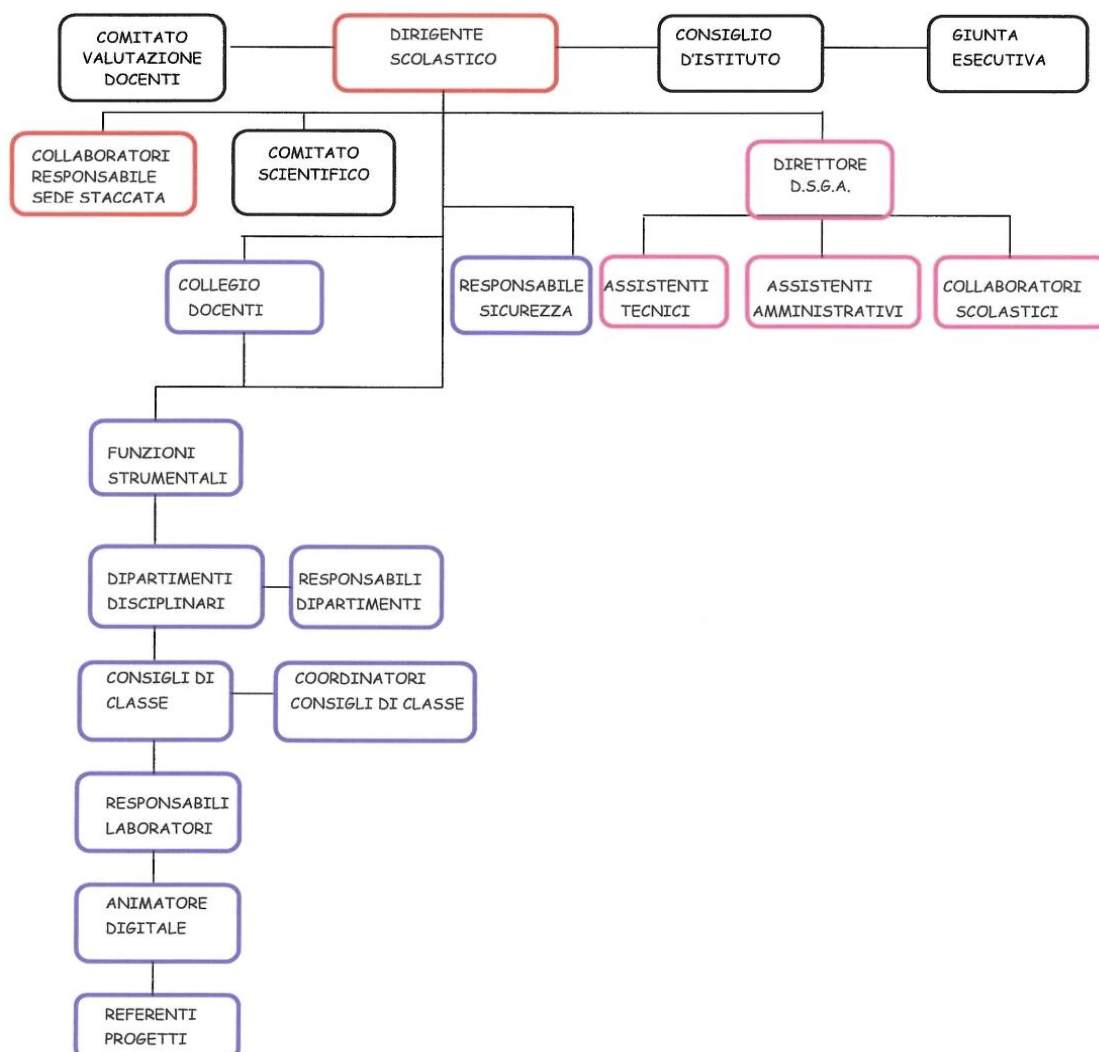 COMITATO
VALUTAZIONE
DOCENTI
DIRIGENTE
SCOLASTICO
CONSIGLIO
D'ISTITUTO
GIUNTA
ESECUTIVA
COLLABORATORI
RESPONSABILE
SEDE STACCATA
COMITATO
SCIENTIFICO
DIRETTORE
D.S.G.A.
COLLEGIO
DOCENTI
RESPONSABILE
SICUREZZA
ASSISTENTI
TECNICI
ASSISTENTI
AMMINISTRATIVI
COLLABORATORI
SCOLASTICI
FUNZIONI
STRUMENTALI
DIPARTIMENTI
DISCIPLINARI
RESPONSABILI
DIPARTIMENTI
CONSIGLI DI
CLASSE
COORDINATORI
CONSIGLI DI CLASSE
RESPONSABILI
LABORATORI
ANIMATORE
DIGITALE
REFERENTI
PROGETTI